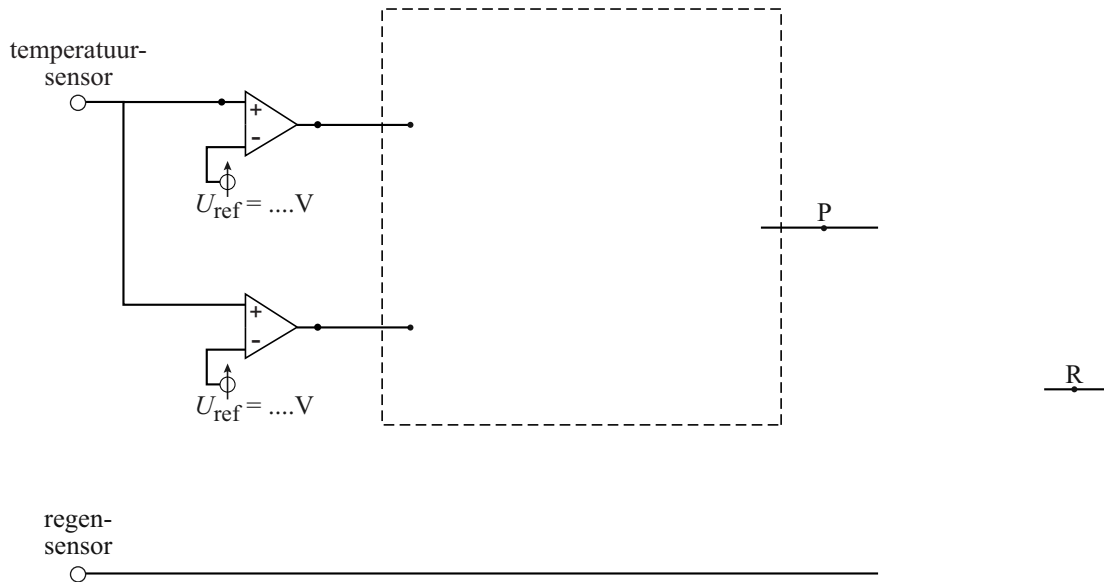 temperatuur-
sensor
+
-
U_ref = ....V
P
+
-
U_ref = ....V
R
regen-
sensor